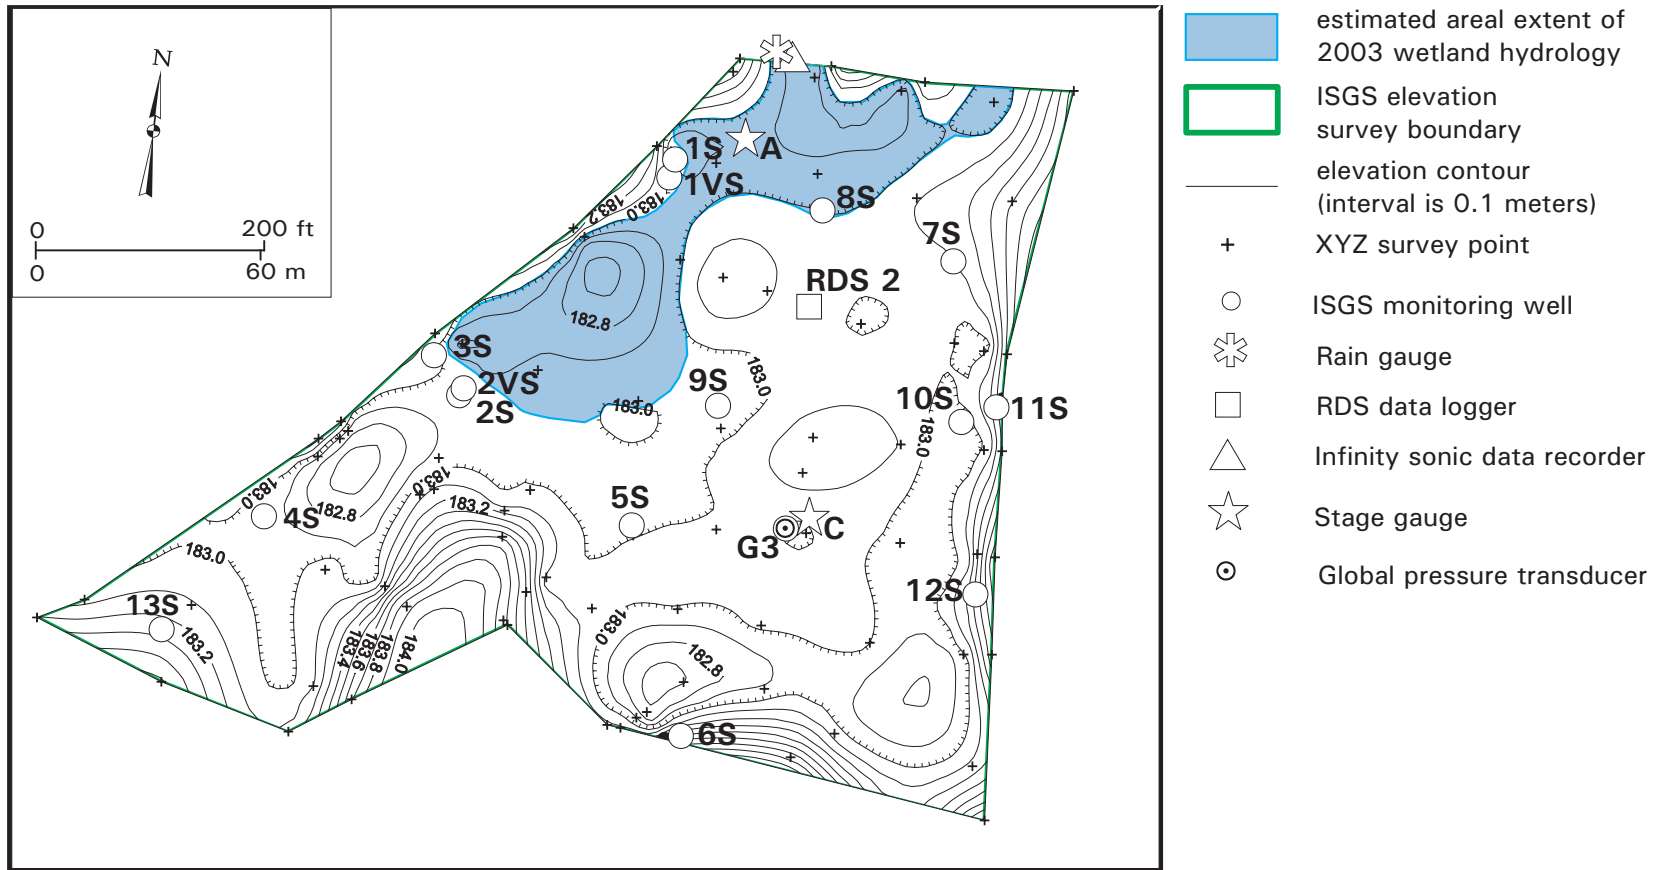 N
0 200 ft
0 60 m
1S
A
1VS
183.2
183.0
8S
7S
RDS 2
182.8
3S
2VS
2S
9S
183.0
183.0
10S
11S
183.0
183.0
183.0
182.8
183.2
4S
5S
G3
C
183.0
12S
13S
183.2
183.4
183.6
183.8
184.0
183.0
182.8
6S
estimated areal extent of
2003 wetland hydrology
ISGS elevation
survey boundary
elevation contour
(interval is 0.1 meters)
XYZ survey point
ISGS monitoring well
Rain gauge
RDS data logger
Infinity sonic data recorder
Stage gauge
Global pressure transducer